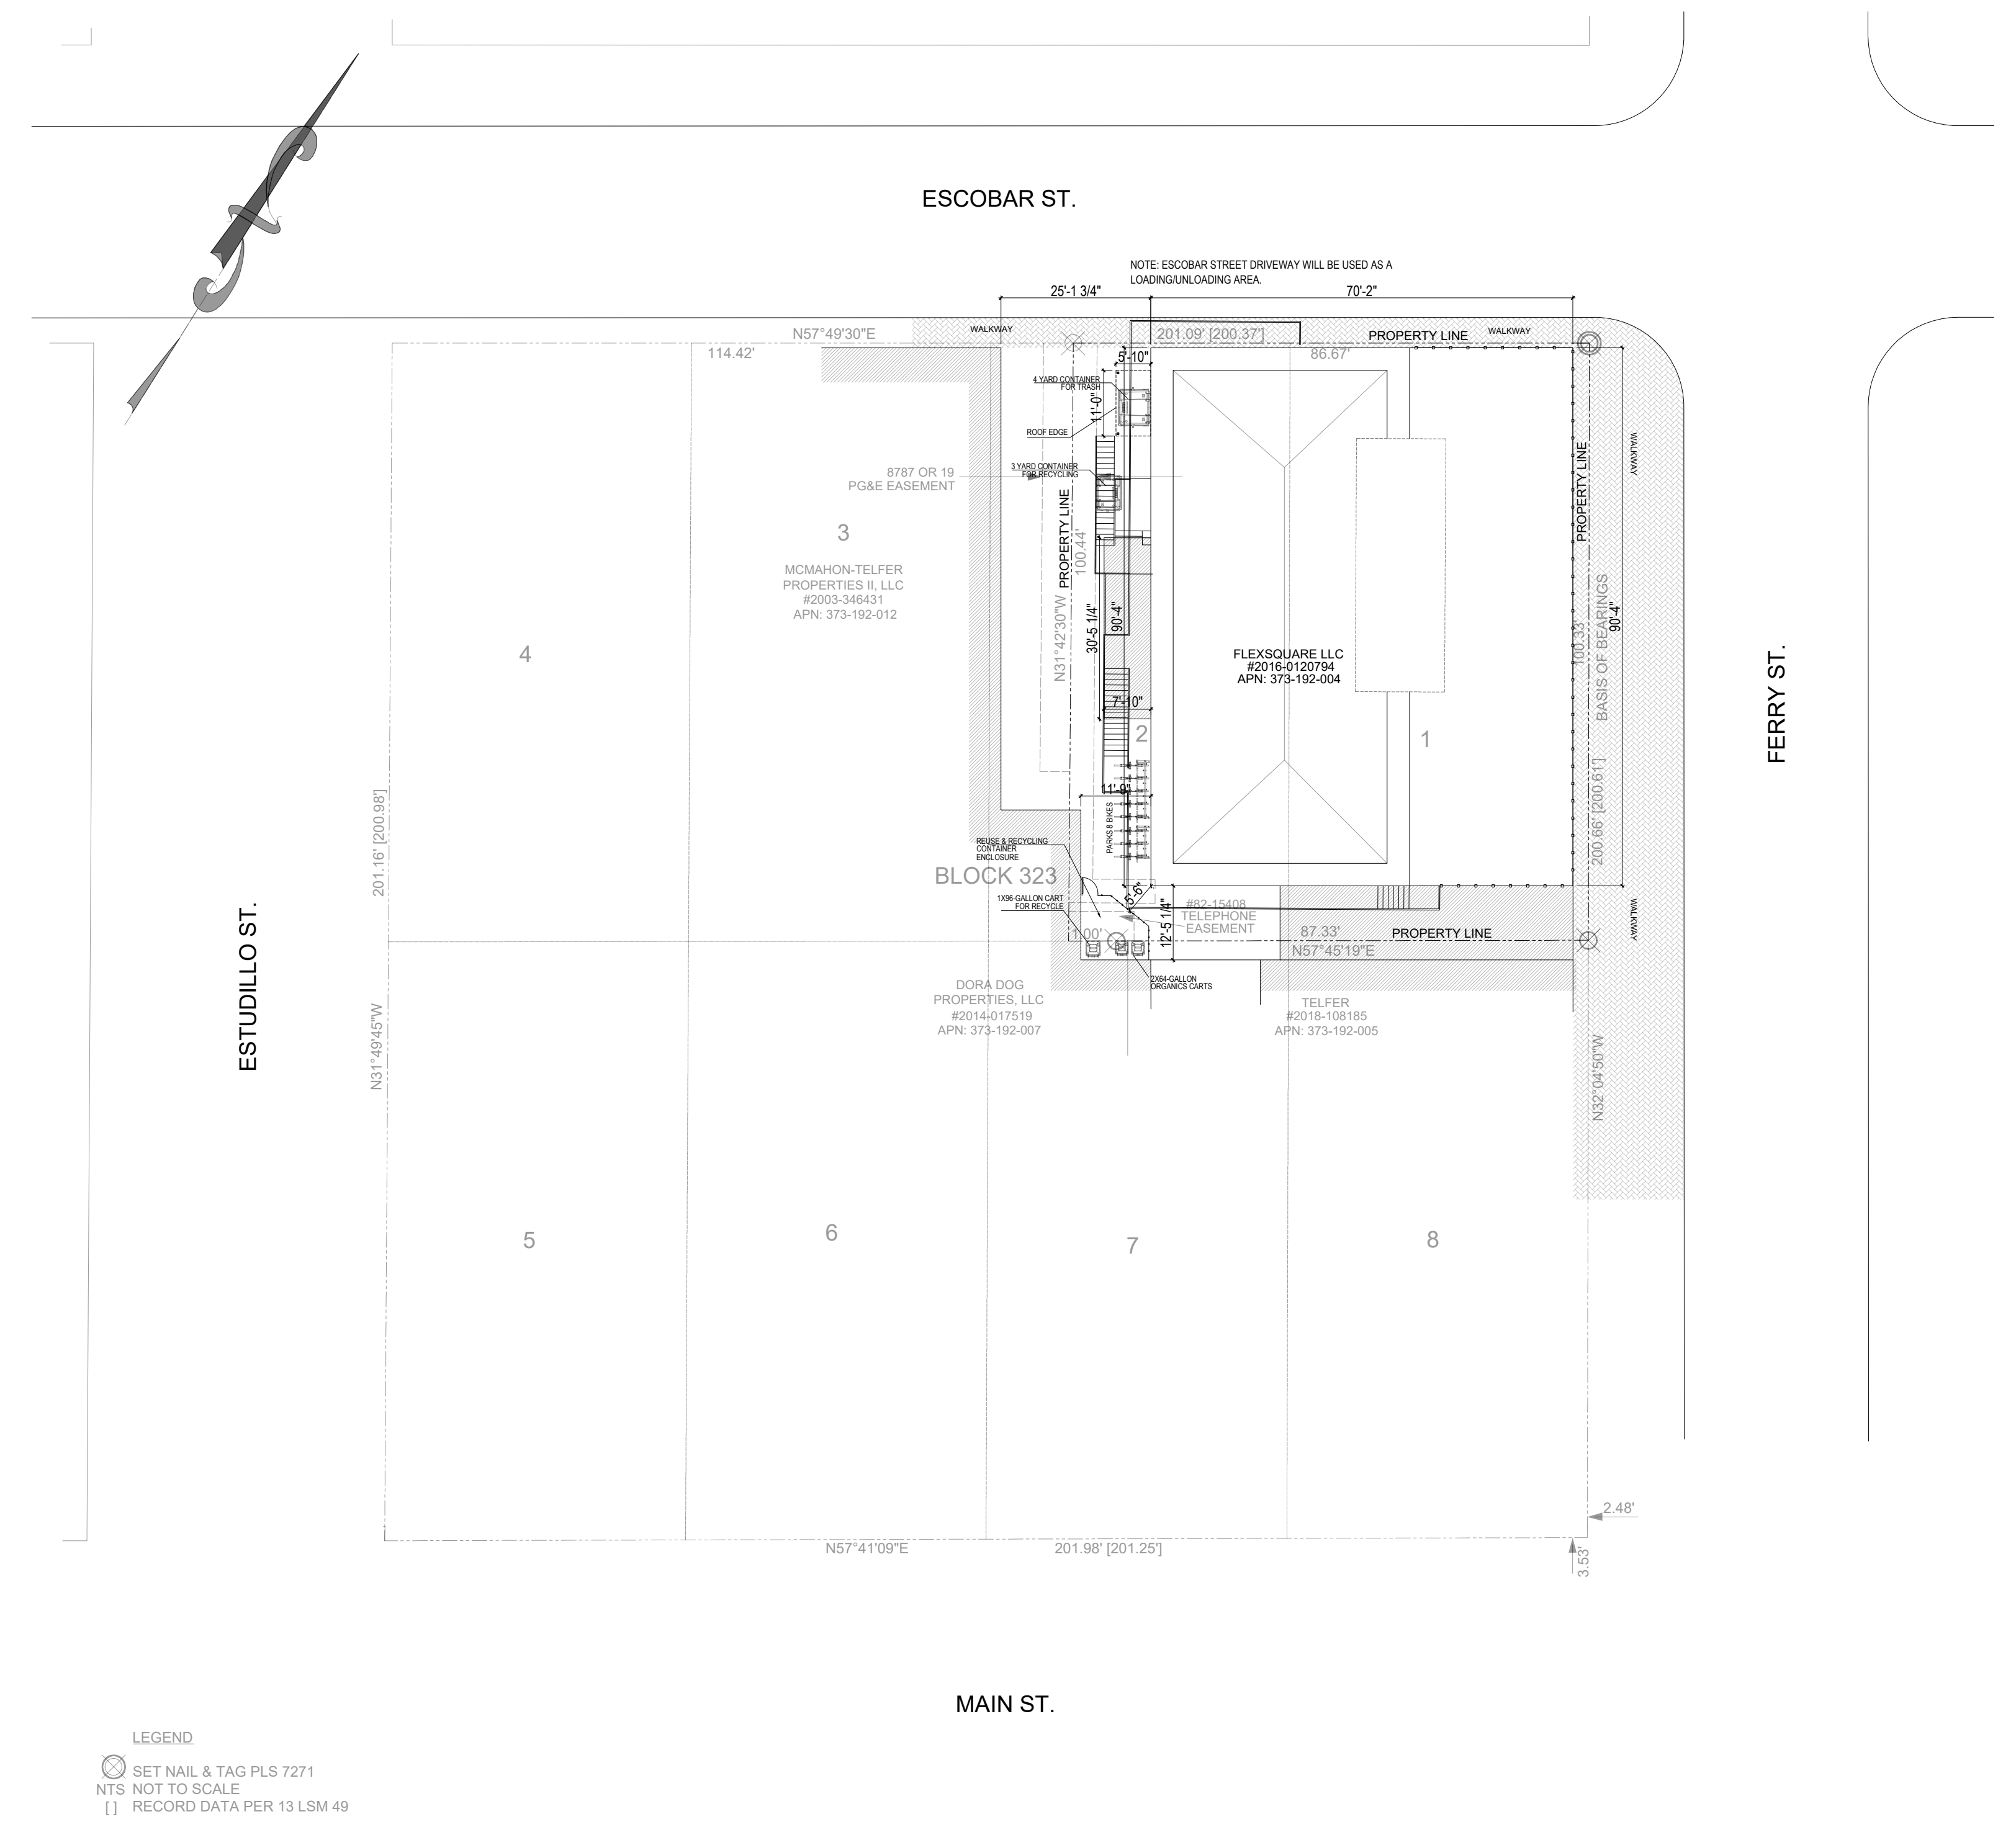 ESCOBAR ST.
NOTE: ESCOBAR STREET DRIVEWAY WILL BE USED AS A
LOADING/UNLOADING AREA.
25'-1 3/4"
70'-2"
N57°49'30"E
WALKWAY
201.09' [200.37']
PROPERTY LINE
WALKWAY
114.42'
86.67'
5'-10"
4 YARD CONTAINER
FOR TRASH
11'-0"
ROOF EDGE
3 YARD CONTAINER
FOR RECYCLING
8787 OR 19
PG&E EASEMENT
PROPERTY LINE
100.44'
N31°42'30"W
3
MCMAHON-TELFER
PROPERTIES II, LLC
#2003-346431
APN: 373-192-012
4
30'-5 1/4"
90'-4"
FLEXSQUARE LLC
#2016-0120794
APN: 373-192-004
7'-10"
2
1
PROPERTY LINE
WALKWAY
100.33'
BASIS OF BEARINGS
90'-4"
200.66' [200.61']
FERRY ST.
11'-9"
PARKS 8 BIKES
REUSE & RECYCLING
CONTAINER
ENCLOSURE
BLOCK 323
1X96-GALLON CART
FOR RECYCLE
5'-6"
#82-15408
TELEPHONE
EASEMENT
12'-5 1/4"
1.00'
87.33'
PROPERTY LINE
N57°45'19"E
WALKWAY
2X64-GALLON
ORGANICS CARTS
DORA DOG
PROPERTIES, LLC
#2014-017519
APN: 373-192-007
TELFER
#2018-108185
APN: 373-192-005
201.16' [200.98']
N31°49'45"W
ESTUDILLO ST.
N32°04'50"W
5
6
7
8
2.48'
3.53'
N57°41'09"E
201.98' [201.25']
MAIN ST.
LEGEND
SET NAIL & TAG PLS 7271
NTS NOT TO SCALE
[ ] RECORD DATA PER 13 LSM 49